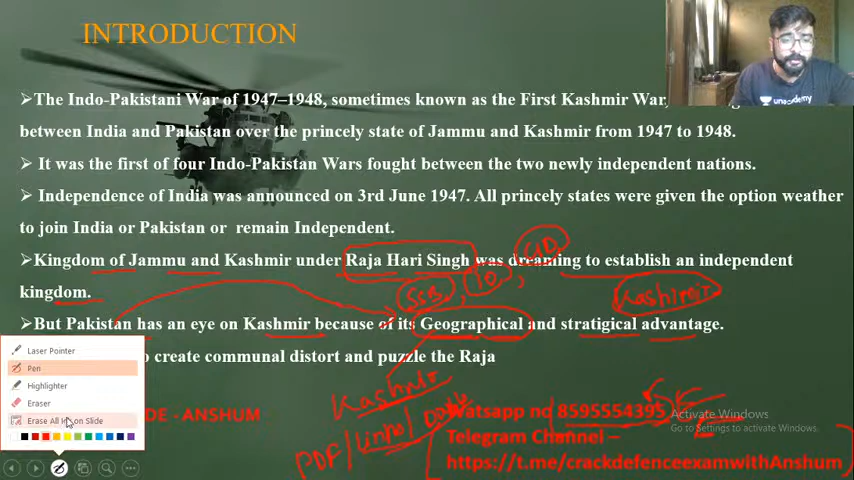 INTRODUCTION
➢The Indo-Pakistani War of 1947–1948, sometimes known as the First Kashmir War,
between India and Pakistan over the princely state of Jammu and Kashmir from 1947 to 1948.
➢ It was the first of four Indo-Pakistan Wars fought between the two newly independent nations.
➢ Independence of India was announced on 3rd June 1947. All princely states were given the option weather
to join India or Pakistan or remain Independent.
➢Kingdom of Jammu and Kashmir under Raja Hari Singh was dreaming to establish an independent
kingdom.
SSB, IO, GD
Kashmir
➢But Pakistan has an eye on Kashmir because of its Geographical and stratigical advantage.
to create communal distort and puzzle the Raja
Kashmir
PDF/
DE - ANSHUM
Watsapp no 8595554395
Telegram Channel –
https://t.me/crackdefenceexamwithAnshum
unacademy
Laser Pointer
Pen
Highlighter
Eraser
Erase All Ink on Slide
Activate Windows
Go to Settings to activate Windows.